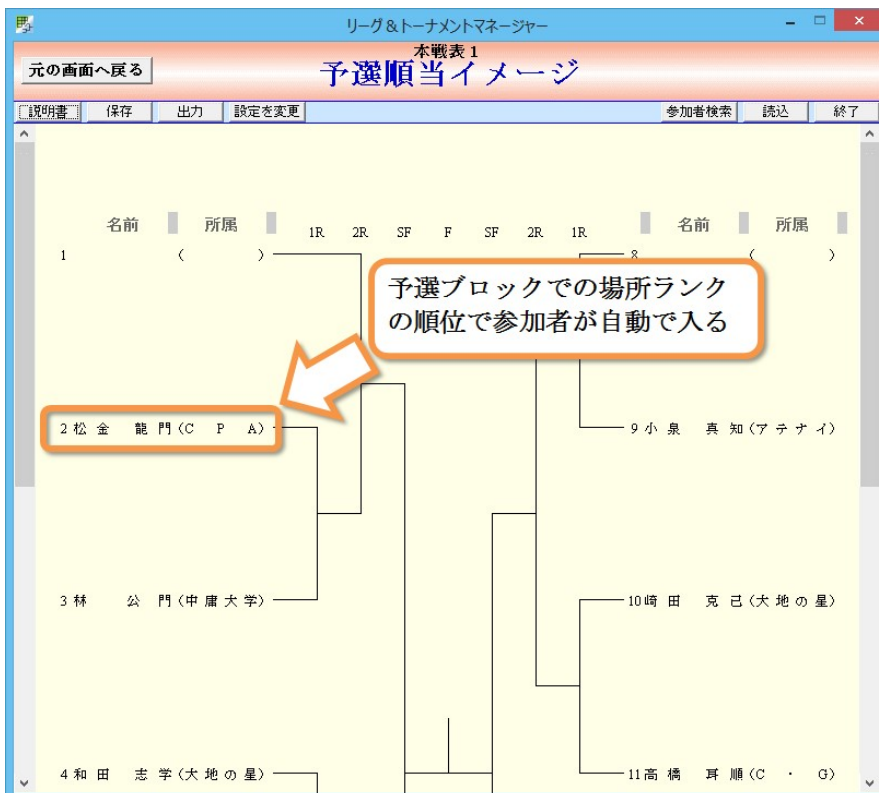 リーグ&トーナメントマネージャー
本戦表1
元の画面へ戻る
予選順当イメージ
説明書 保存 出力 設定を変更 参加者検索 読込 終了
名前 所属 1R 2R SF F SF 2R 1R 名前 所属
1 ( ) 8 ( )
予選ブロックでの場所ランク
の順位で参加者が自動で入る
2 松金 龍門(CPA) 9 小泉 真知(アテナイ)
3 林 公門(中庸大学) 10 崎田 克己(大地の星)
4 和田 志学(大地の星) 11 高橋 耳順(C・G)